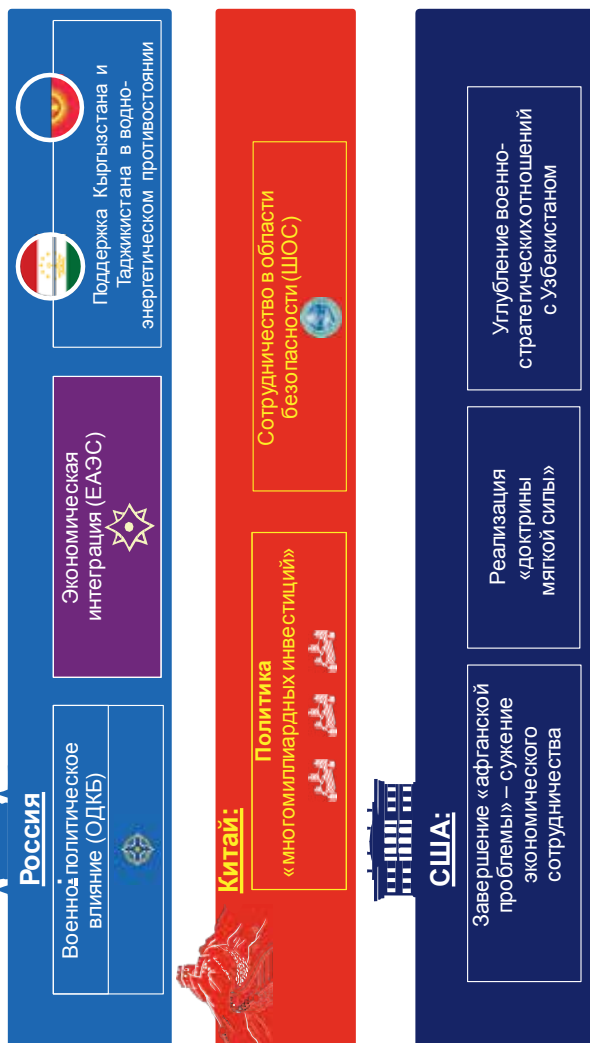 Россия
Военно-политическое
влияние (ОДКБ)
Экономическая
интеграция (ЕАЭС)
Поддержка Кыргызстана и
Таджикистана в водно-
энергетическом противостоянии
Китай:
Политика
«многомиллиардных инвестиций»
Сотрудничество в области
безопасности (ШОС)
США:
Завершение «афганской
проблемы» – сужение
экономического
сотрудничества
Реализация
«доктрины
мягкой силы»
Углубление военно-
стратегических отношений
с Узбекистаном